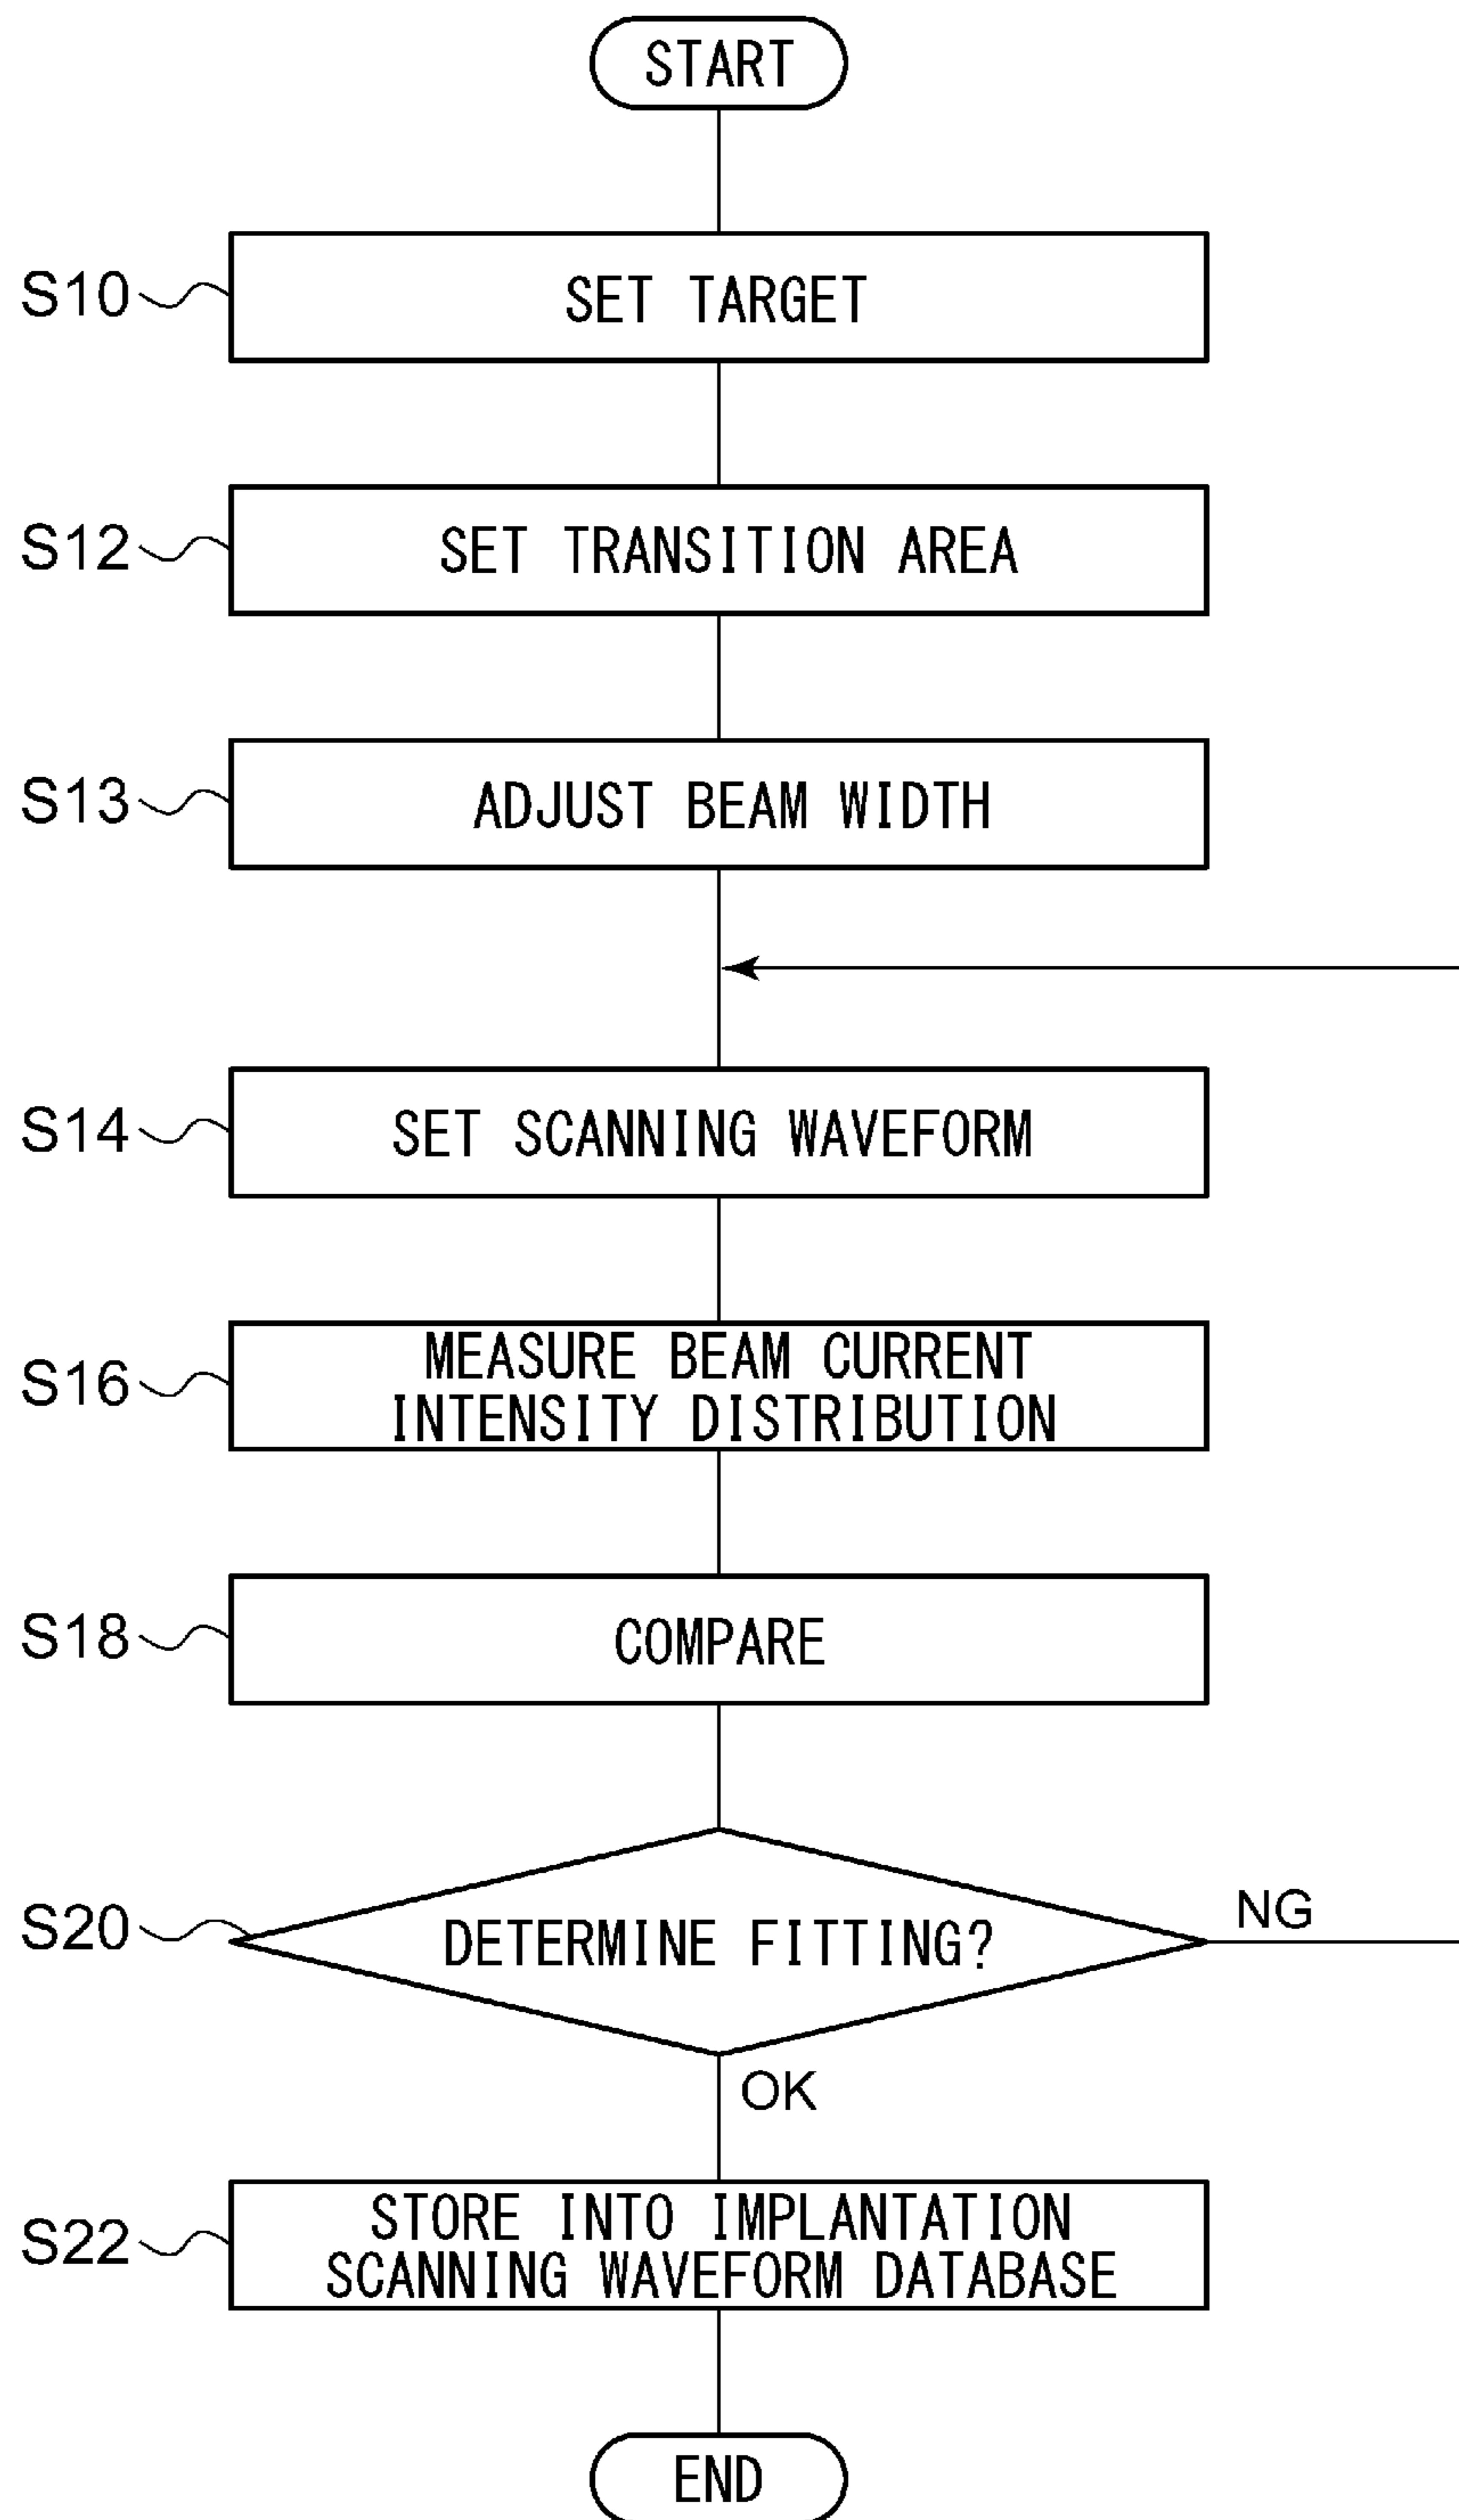 START
S10
SET TARGET
S12
SET TRANSITION AREA
S13
ADJUST BEAM WIDTH
S14
SET SCANNING WAVEFORM
S16
MEASURE BEAM CURRENT
INTENSITY DISTRIBUTION
S18
COMPARE
S20
DETERMINE FITTING?
NG
OK
S22
STORE INTO IMPLANTATION
SCANNING WAVEFORM DATABASE
END